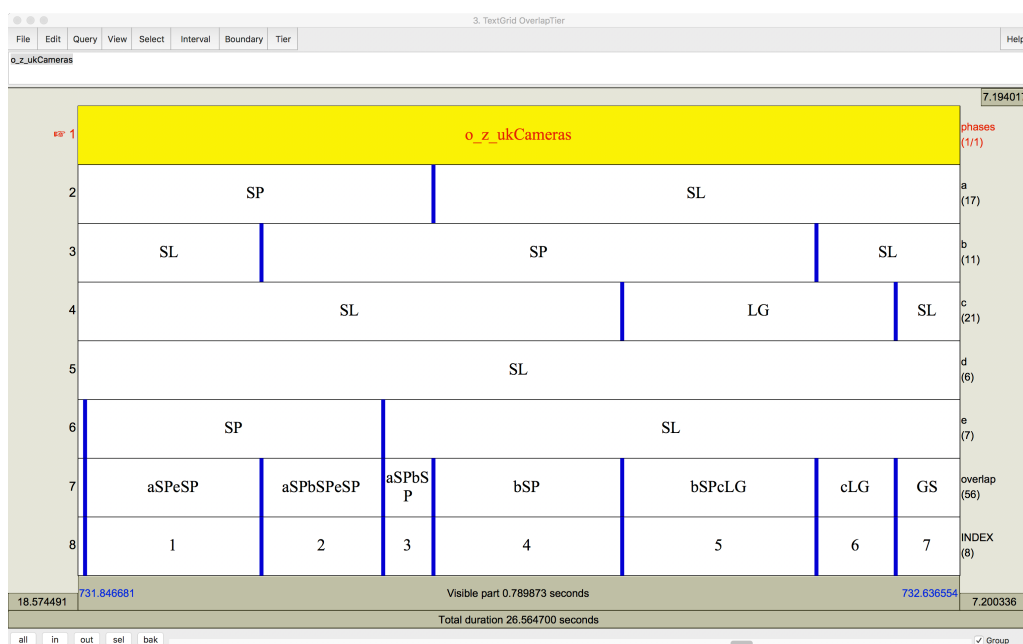 3. TextGrid OverlapTier
File Edit Query View Select Interval Boundary Tier Help
o_z_ukCameras
7.194017
☞ 1 o_z_ukCameras phases
(1/1)
2 SP SL a
(17)
3 SL SP SL b
(11)
4 SL LG SL c
(21)
5 SL d
(6)
6 SP SL e
(7)
7 aSPeSP aSPbSPeSP aSPbS bSP bSPcLG cLG GS overlap
P (56)
8 1 2 3 4 5 6 7 INDEX
(8)
731.846681 Visible part 0.789873 seconds 732.636554
18.574491 7.200336
Total duration 26.564700 seconds
all in out sel bak Group